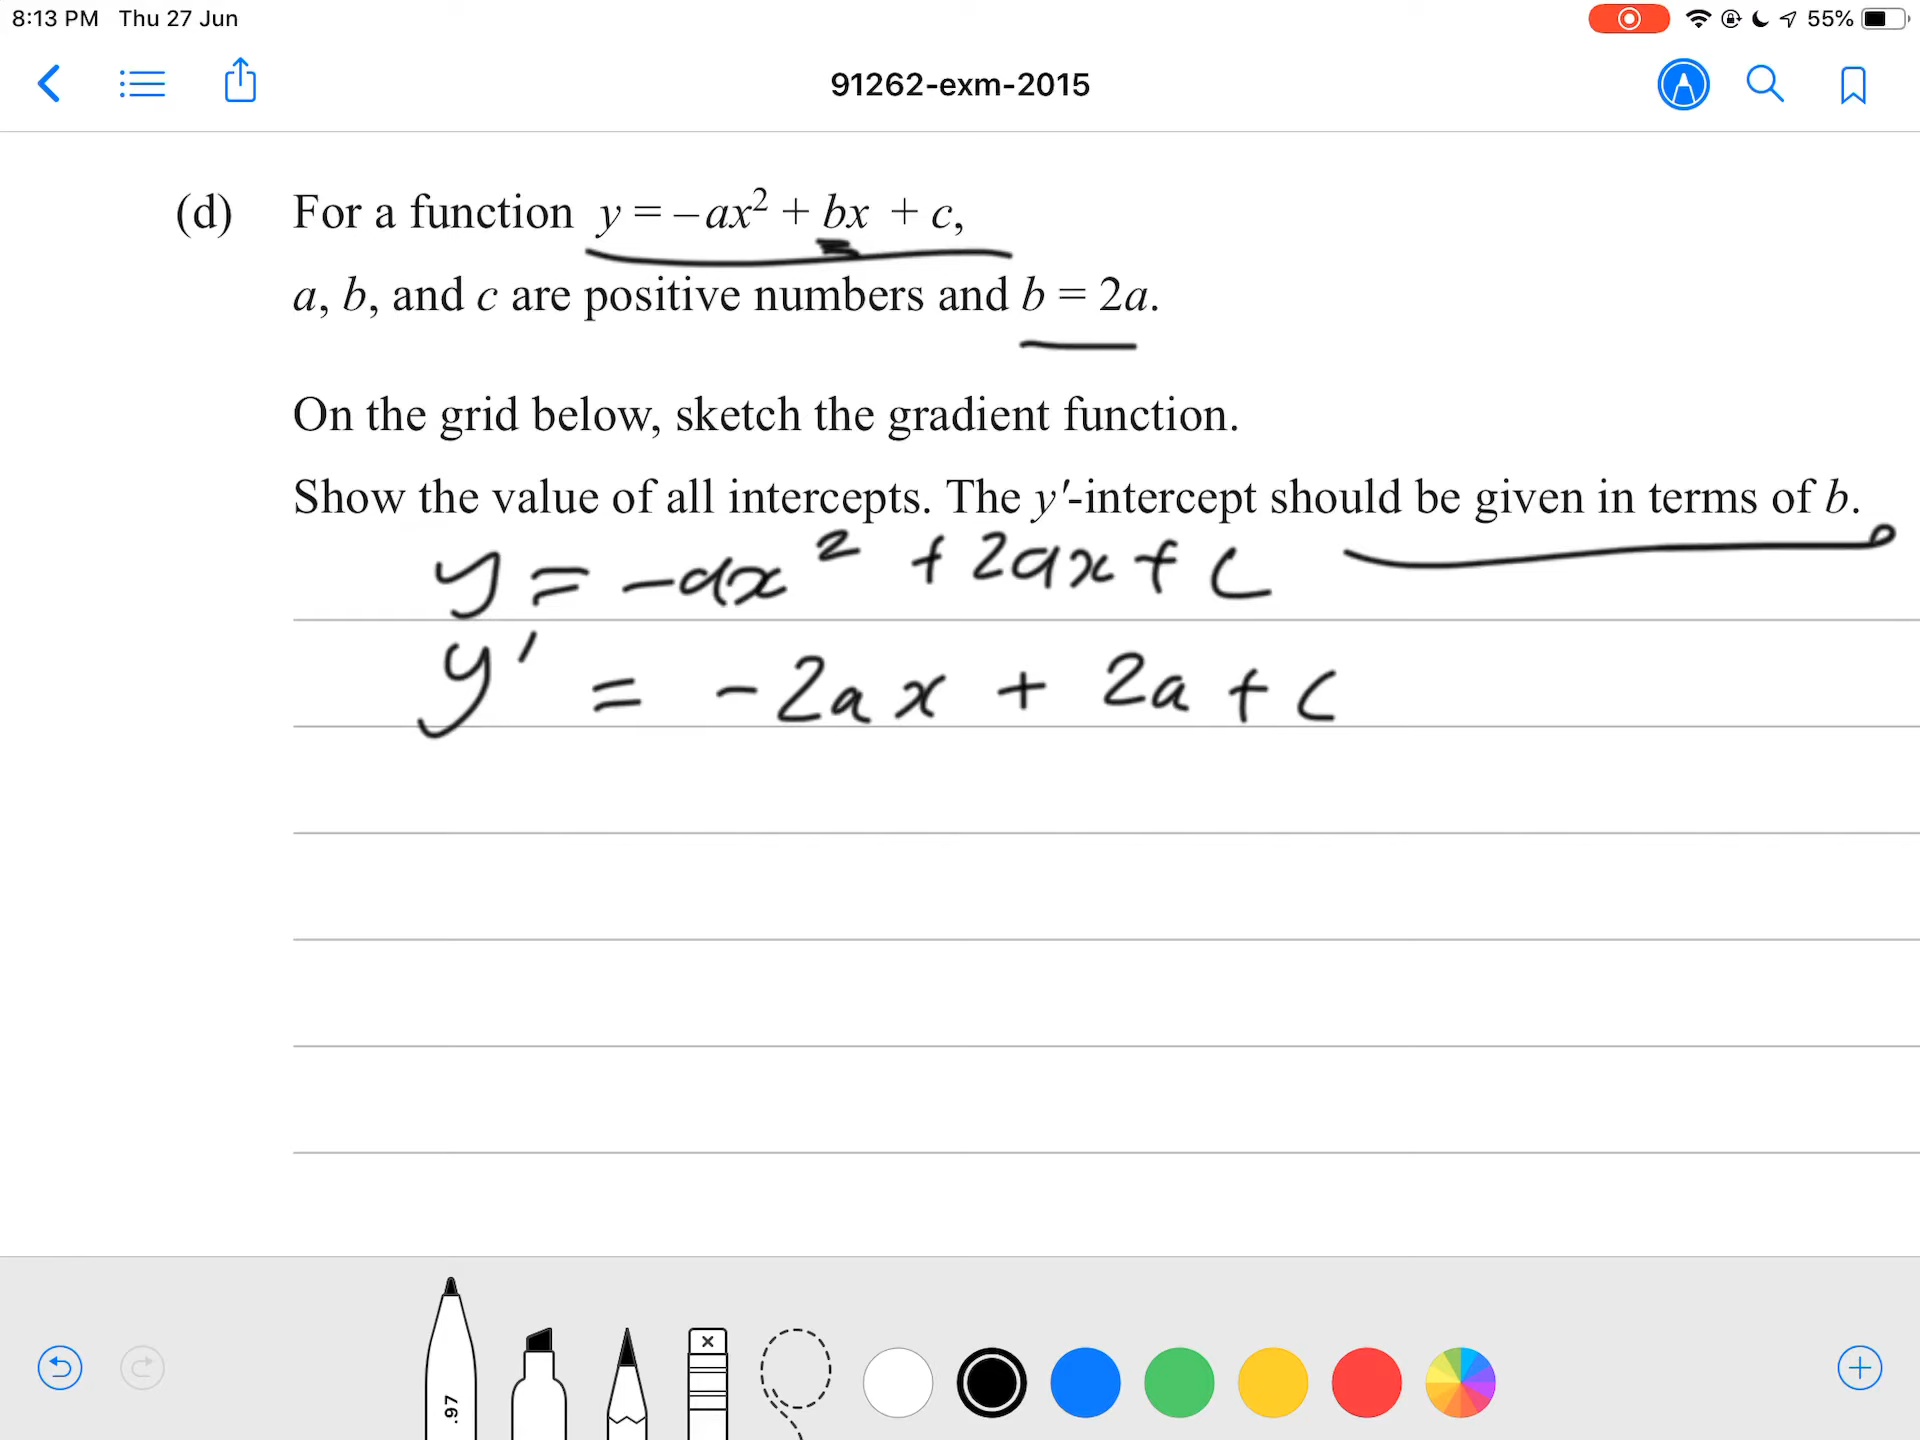 8:13 PM Thu 27 Jun 55%
91262-exm-2015
(d) For a function y = –ax² + bx + c,
a, b, and c are positive numbers and b = 2a.
On the grid below, sketch the gradient function.
Show the value of all intercepts. The y′-intercept should be given in terms of b.
y = -ax² + 2ax + c
y' = -2ax + 2a + c
.97